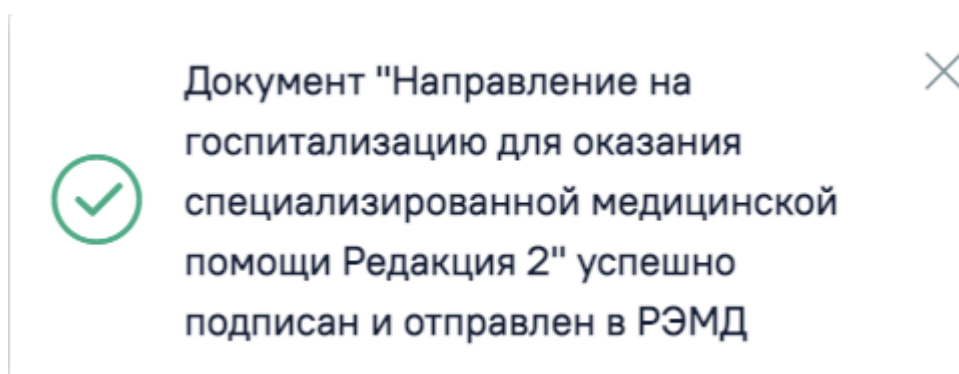 Документ "Направление на
госпитализацию для оказания
специализированной медицинской
помощи Редакция 2" успешно
подписан и отправлен в РЭМД